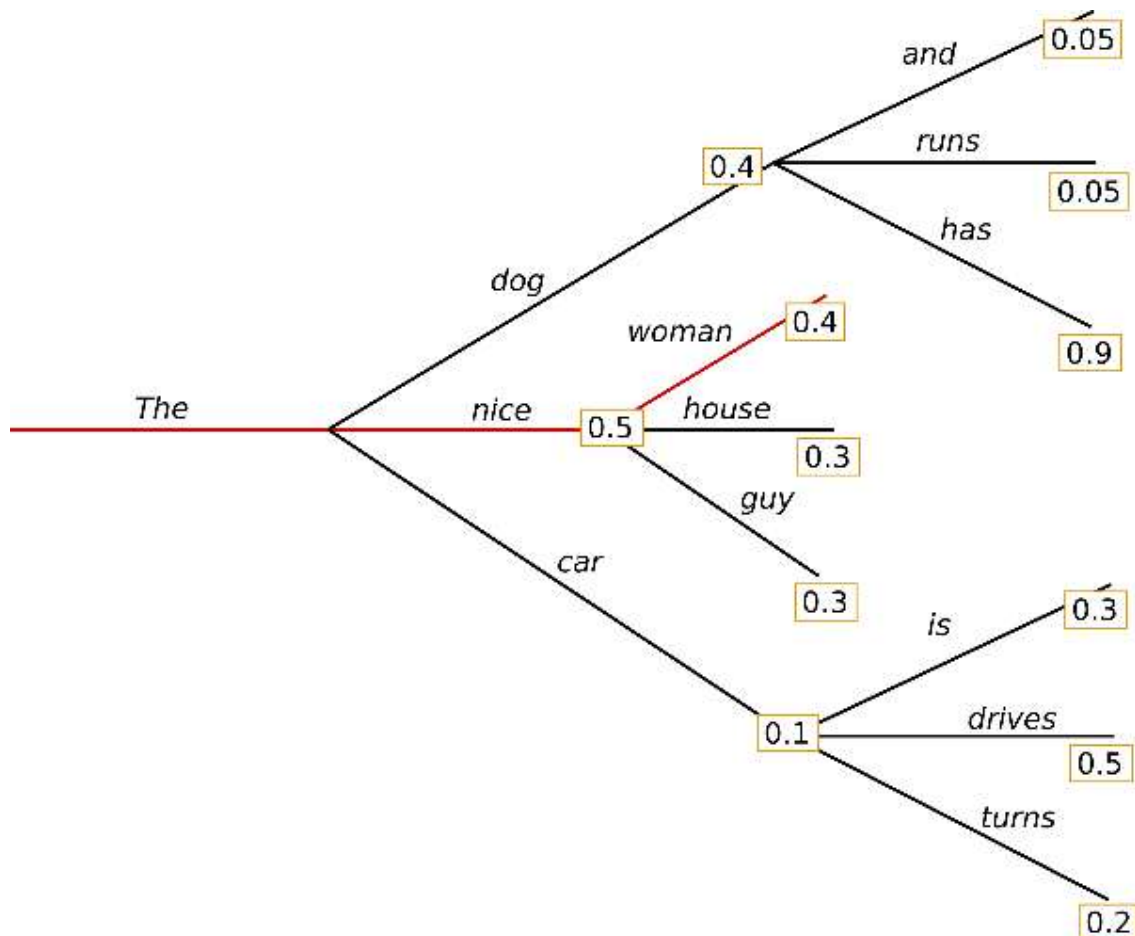 and
0.05
runs
0.4
0.05
has
dog
woman
0.4
0.9
The
nice
0.5
house
0.3
guy
car
0.3
is
0.3
drives
0.1
0.5
turns
0.2